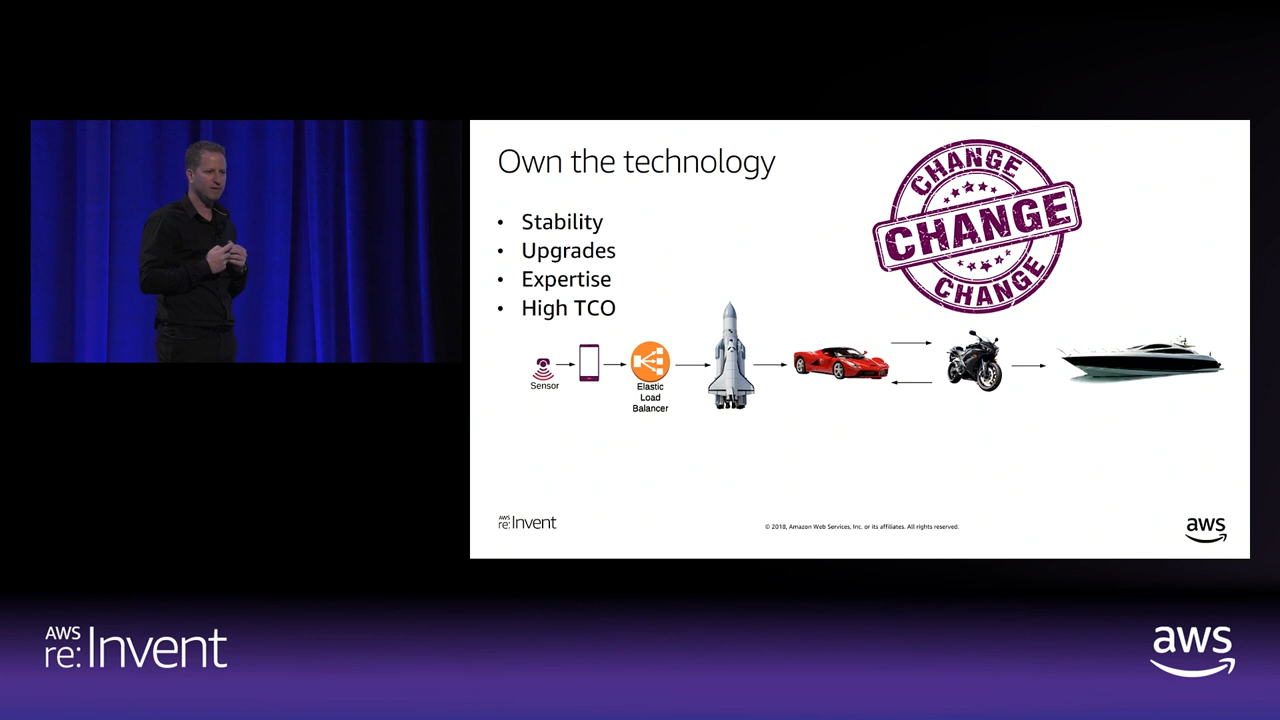 Own the technology
CHANGE
CHANGE
CHANGE
• Stability
• Upgrades
• Expertise
• High TCO
Sensor
Elastic
Load
Balancer
AWS
re:Invent
© 2018, Amazon Web Services, Inc. or its affiliates. All rights reserved.
aws
AWS
re:Invent
aws